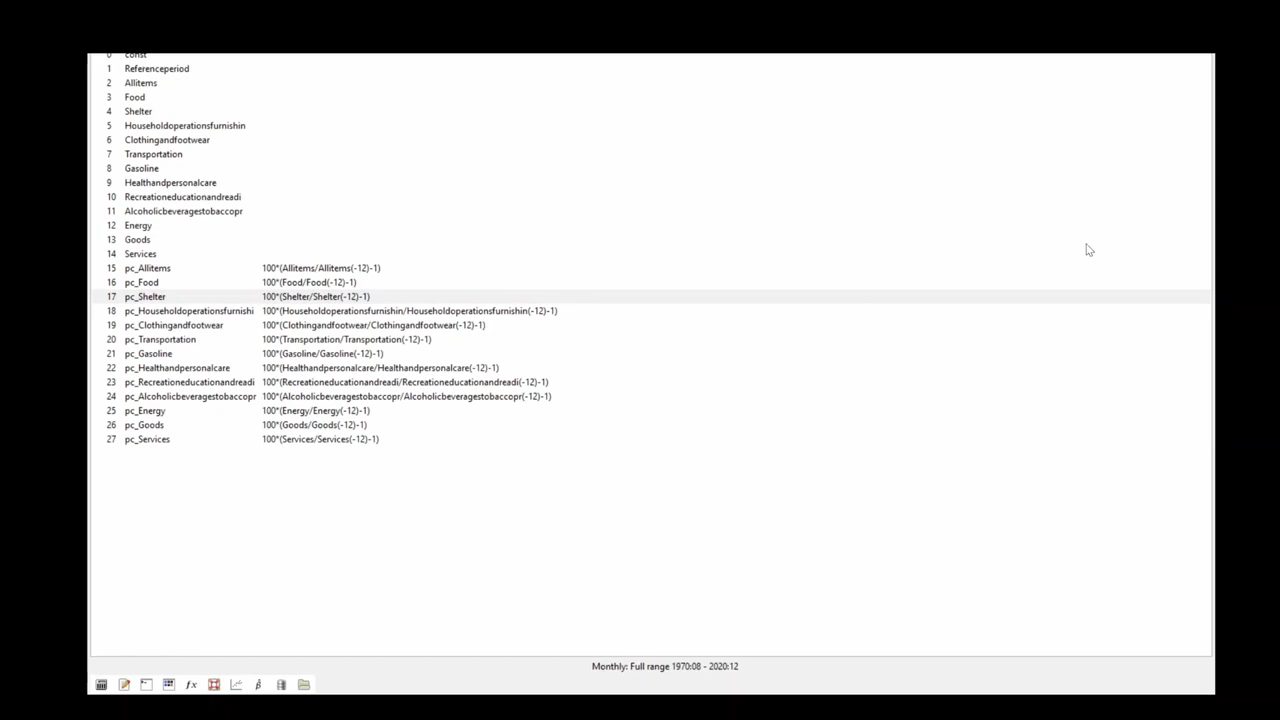 0 const
1 Referenceperiod
2 Allitems
3 Food
4 Shelter
5 Householdoperationsfurnishin
6 Clothingandfootwear
7 Transportation
8 Gasoline
9 Healthandpersonalcare
10 Recreationeducationandreadi
11 Alcoholicbeveragestobaccopr
12 Energy
13 Goods
14 Services
15 pc_Allitems 100*(Allitems/Allitems(-12)-1)
16 pc_Food 100*(Food/Food(-12)-1)
17 pc_Shelter 100*(Shelter/Shelter(-12)-1)
18 pc_Householdoperationsfurnishi 100*(Householdoperationsfurnishin/Householdoperationsfurnishin(-12)-1)
19 pc_Clothingandfootwear 100*(Clothingandfootwear/Clothingandfootwear(-12)-1)
20 pc_Transportation 100*(Transportation/Transportation(-12)-1)
21 pc_Gasoline 100*(Gasoline/Gasoline(-12)-1)
22 pc_Healthandpersonalcare 100*(Healthandpersonalcare/Healthandpersonalcare(-12)-1)
23 pc_Recreationeducationandreadi 100*(Recreationeducationandreadi/Recreationeducationandreadi(-12)-1)
24 pc_Alcoholicbeveragestobaccopr 100*(Alcoholicbeveragestobaccopr/Alcoholicbeveragestobaccopr(-12)-1)
25 pc_Energy 100*(Energy/Energy(-12)-1)
26 pc_Goods 100*(Goods/Goods(-12)-1)
27 pc_Services 100*(Services/Services(-12)-1)
Monthly: Full range 1970:08 - 2020:12
fx β̂